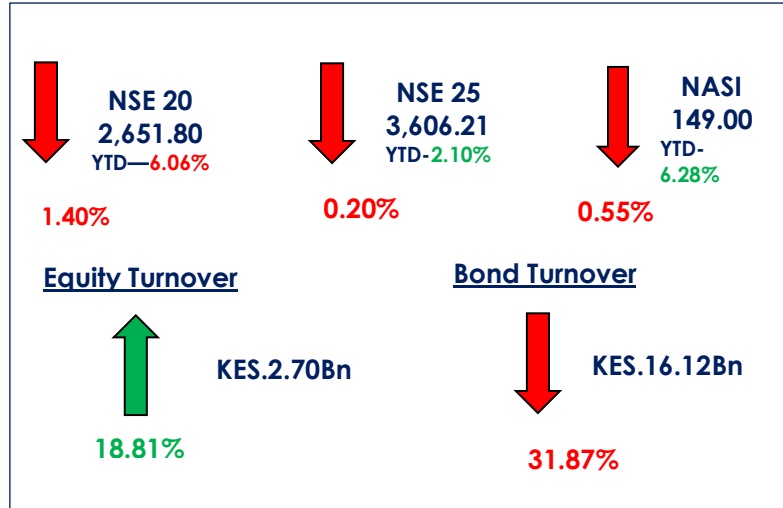 NSE 20
2,651.80
YTD—6.06%
1.40%
NSE 25
3,606.21
YTD-2.10%
0.20%
NASI
149.00
YTD-
6.28%
0.55%
Equity Turnover
KES.2.70Bn
18.81%
Bond Turnover
KES.16.12Bn
31.87%